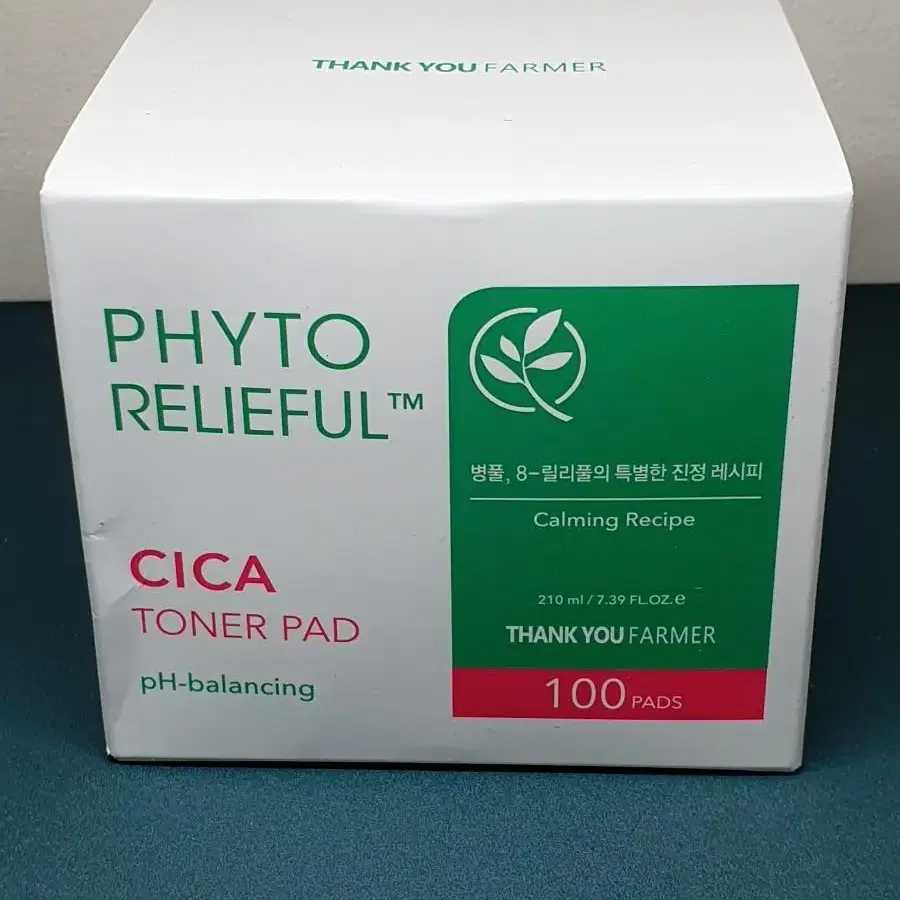 THANK YOU FARMER
PHYTO
RELIEFUL™
CICA
TONER PAD
pH-balancing
병풀, 8-릴리풀의 특별한 진정 레시피
Calming Recipe
210 ml / 7.39 FL.OZ.e
THANK YOU FARMER
100 PADS